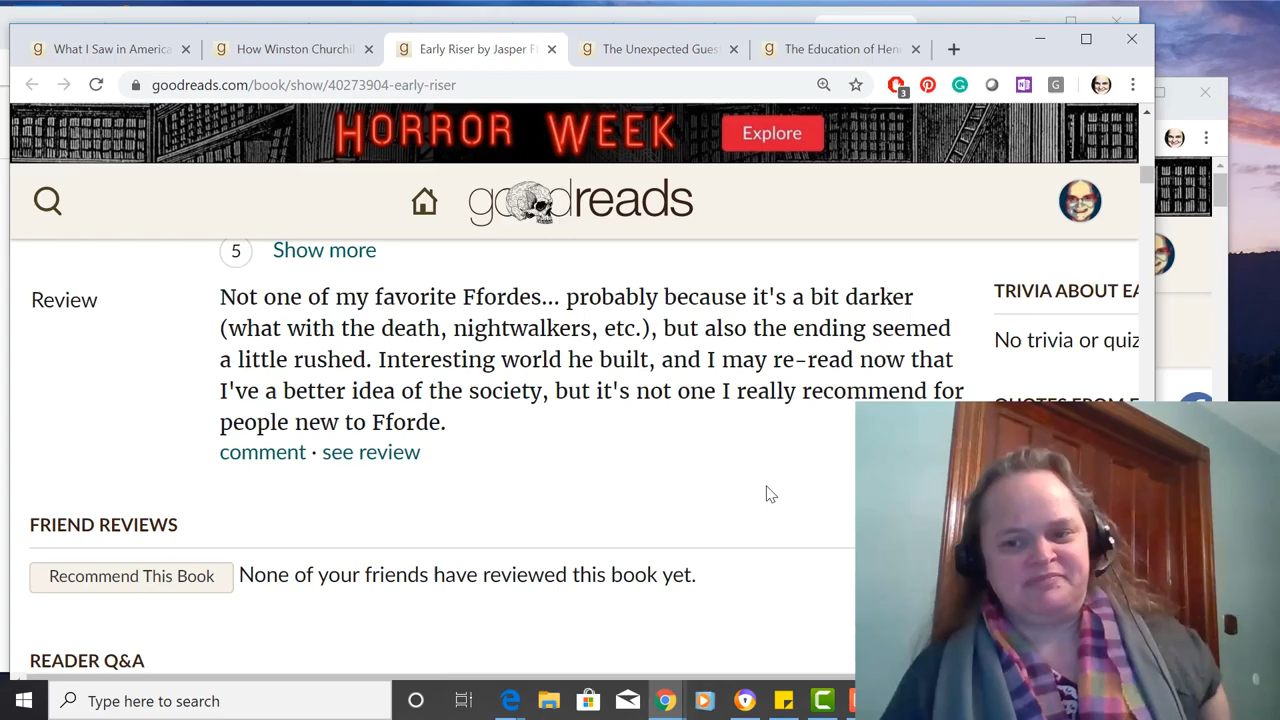 What I Saw in America
How Winston Churchil
Early Riser by Jasper Ff
The Unexpected Gues
The Education of Hen
goodreads.com/book/show/40273904-early-riser
3
G
HORROR WEEK
Explore
goodreads
5
Show more
Review
Not one of my favorite Ffordes... probably because it's a bit darker
(what with the death, nightwalkers, etc.), but also the ending seemed
a little rushed. Interesting world he built, and I may re-read now that
I've a better idea of the society, but it's not one I really recommend for
people new to Fforde.
comment · see review
TRIVIA ABOUT EA
No trivia or quiz
QUOTES FROM E
FRIEND REVIEWS
Recommend This Book
None of your friends have reviewed this book yet.
READER Q&A
Type here to search